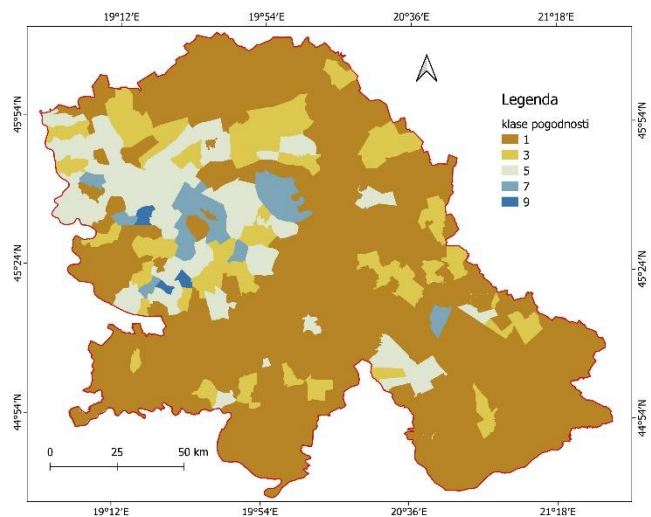 19°12′E 19°54′E 20°36′E 21°18′E
45°54′N 45°54′N
Legenda
klase pogodnosti
1
3
5
7
9
45°24′N 45°24′N
44°54′N 44°54′N
0 25 50 km
19°12′E 19°54′E 20°36′E 21°18′E